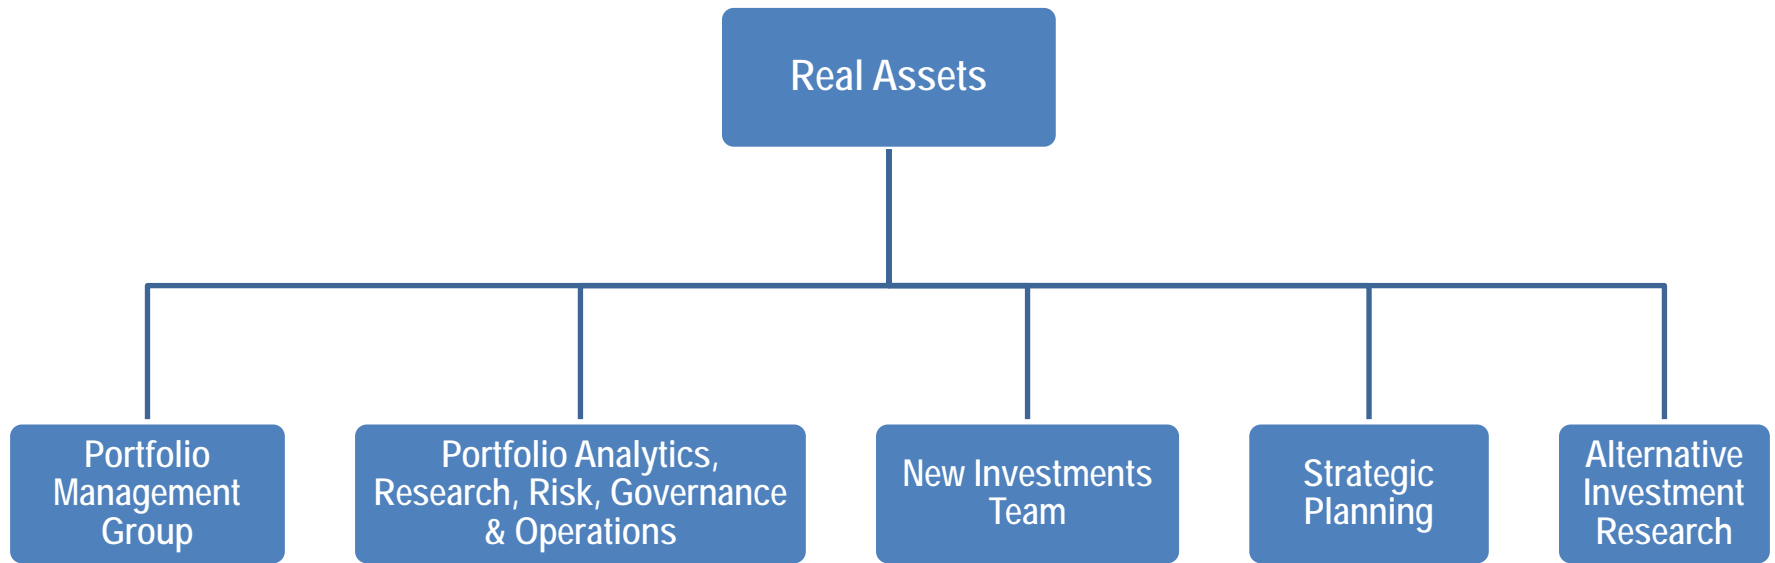 Real Assets
Portfolio
Management
Group
Portfolio Analytics,
Research, Risk, Governance
& Operations
New Investments
Team
Strategic
Planning
Alternative
Investment
Research